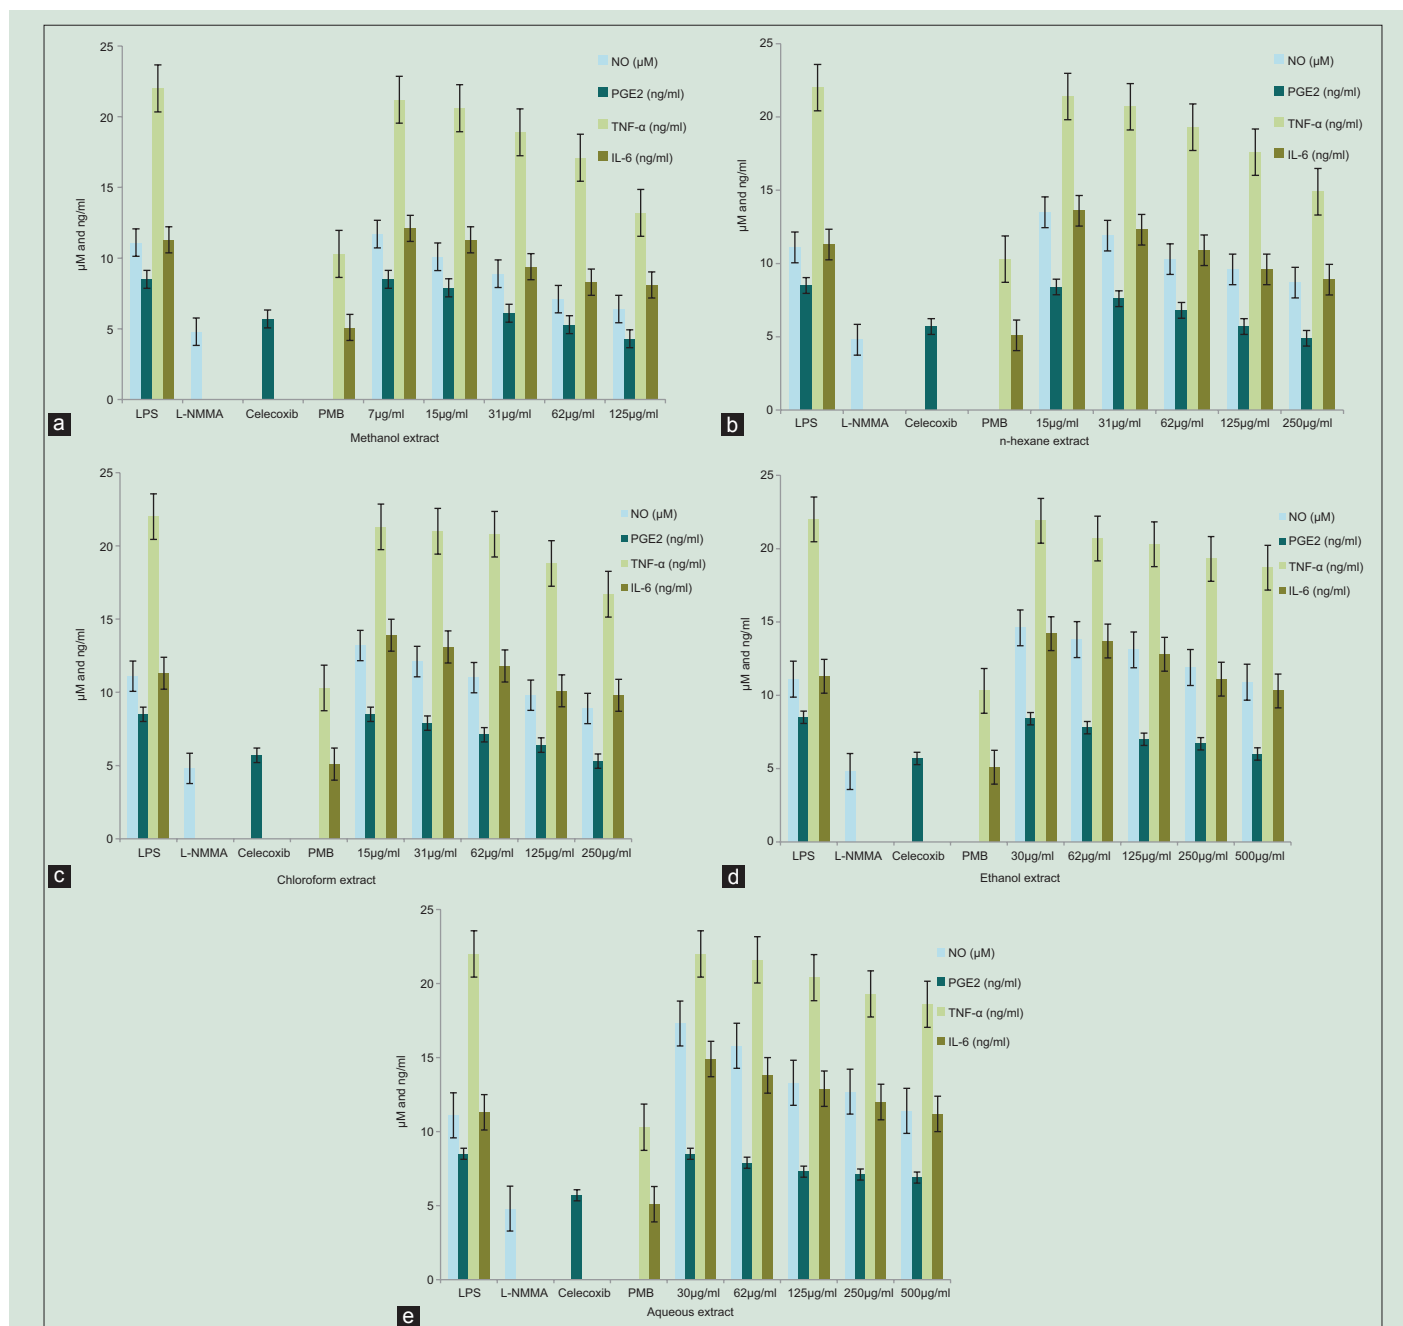 25
20
15
10
5
0
µM and ng/ml
NO (µM)
PGE2 (ng/ml)
TNF-α (ng/ml)
IL-6 (ng/ml)
LPS L-NMMA Celecoxib PMB 7µg/ml 15µg/ml 31µg/ml 62µg/ml 125µg/ml
Methanol extract
a
25
20
15
10
5
0
µM and ng/ml
NO (µM)
PGE2 (ng/ml)
TNF-α (ng/ml)
IL-6 (ng/ml)
LPS L-NMMA Celecoxib PMB 15µg/ml 31µg/ml 62µg/ml 125µg/ml 250µg/ml
n-hexane extract
b
25
20
15
10
5
0
µM and ng/ml
NO (µM)
PGE2 (ng/ml)
TNF-α (ng/ml)
IL-6 (ng/ml)
LPS L-NMMA Celecoxib PMB 15µg/ml 31µg/ml 62µg/ml 125µg/ml 250µg/ml
Chloroform extract
c
25
20
15
10
5
0
µM and ng/ml
NO (µM)
PGE2 (ng/ml)
TNF-α (ng/ml)
IL-6 (ng/ml)
LPS L-NMMA Celecoxib PMB 30µg/ml 62µg/ml 125µg/ml 250µg/ml 500µg/ml
Ethanol extract
d
25
20
15
10
5
0
µM and ng/ml
NO (µM)
PGE2 (ng/ml)
TNF-α (ng/ml)
IL-6 (ng/ml)
LPS L-NMMA Celecoxib PMB 30µg/ml 62µg/ml 125µg/ml 250µg/ml 500µg/ml
Aqueous extract
e